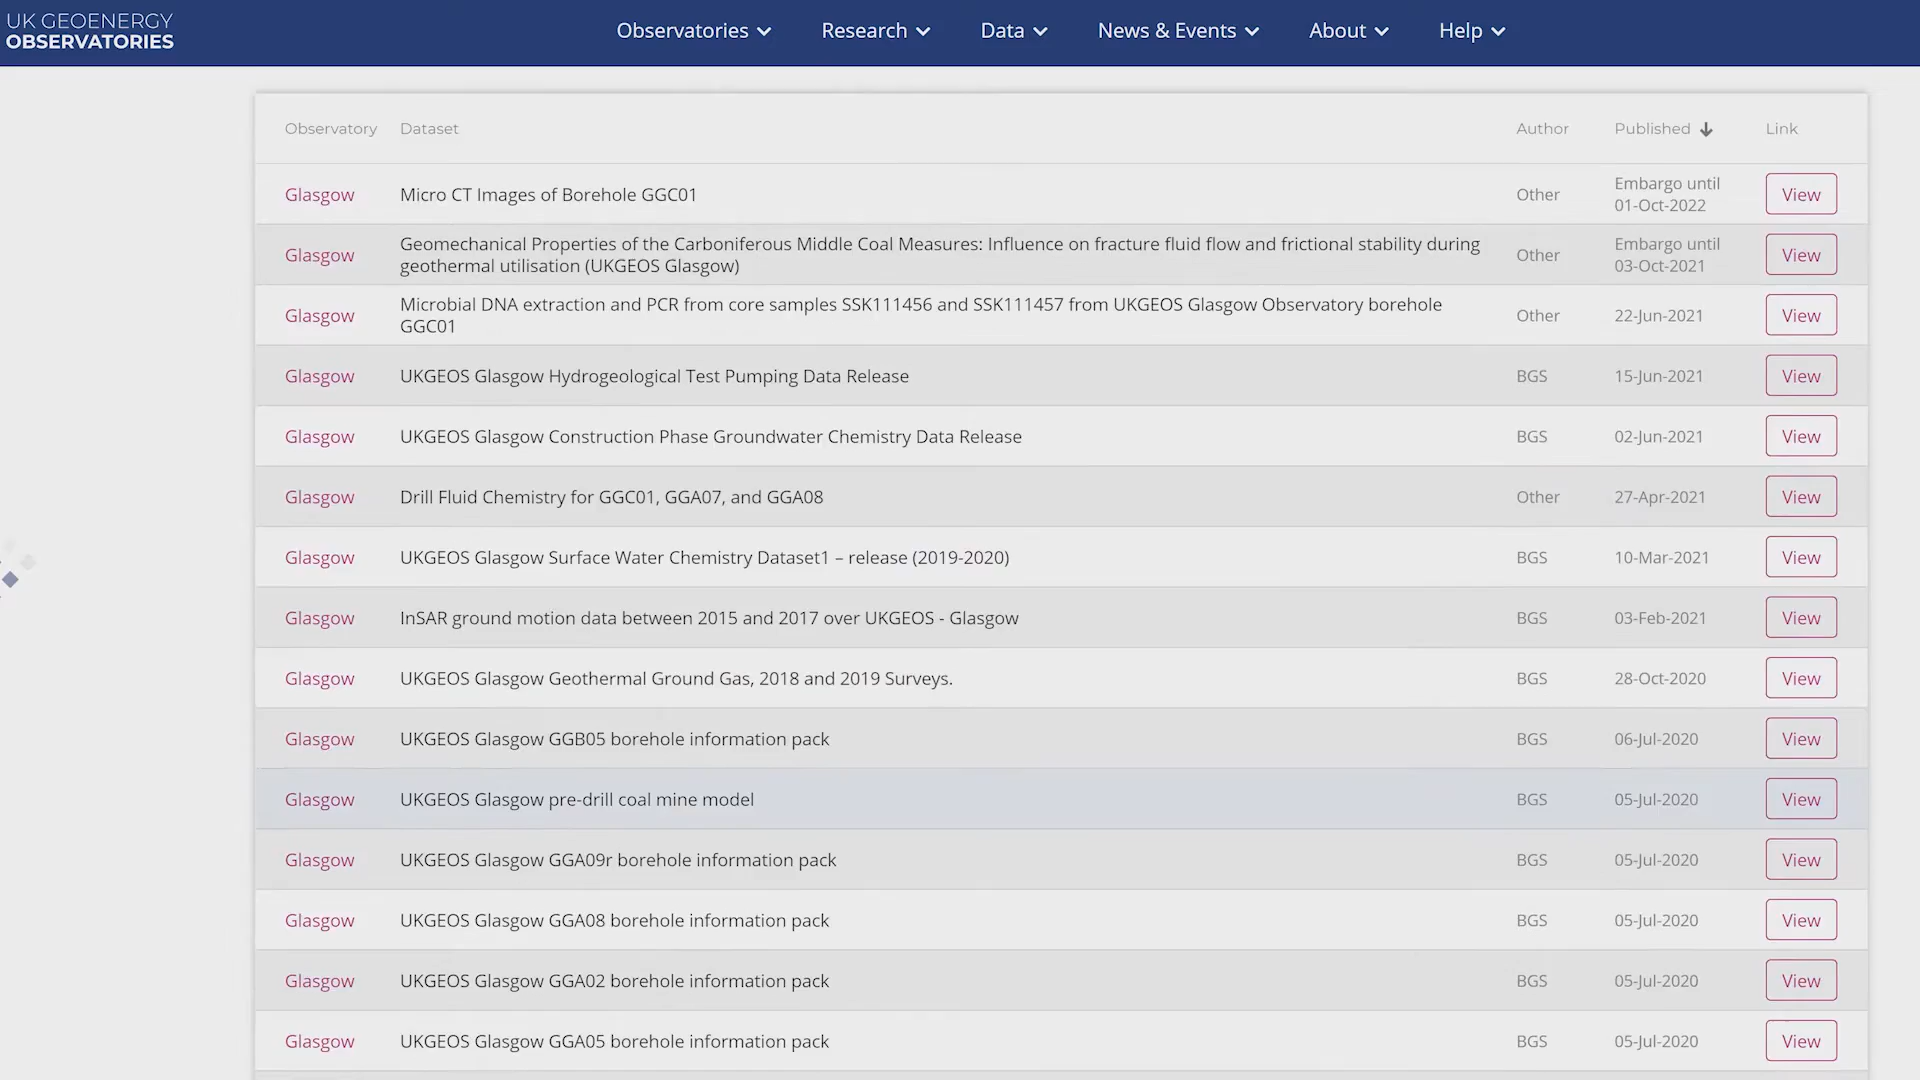 UK GEOENERGY
OBSERVATORIES
Observatories
Research
Data
News & Events
About
Help
Observatory Dataset Author Published Link
Glasgow Micro CT Images of Borehole GGC01 Other Embargo until 01-Oct-2022 View
Glasgow Geomechanical Properties of the Carboniferous Middle Coal Measures: Influence on fracture fluid flow and frictional stability during
geothermal utilisation (UKGEOS Glasgow) Other Embargo until 03-Oct-2021 View
Glasgow Microbial DNA extraction and PCR from core samples SSK111456 and SSK111457 from UKGEOS Glasgow Observatory borehole
GGC01 Other 22-Jun-2021 View
Glasgow UKGEOS Glasgow Hydrogeological Test Pumping Data Release BGS 15-Jun-2021 View
Glasgow UKGEOS Glasgow Construction Phase Groundwater Chemistry Data Release BGS 02-Jun-2021 View
Glasgow Drill Fluid Chemistry for GGC01, GGA07, and GGA08 Other 27-Apr-2021 View
Glasgow UKGEOS Glasgow Surface Water Chemistry Dataset1 – release (2019-2020) BGS 10-Mar-2021 View
Glasgow InSAR ground motion data between 2015 and 2017 over UKGEOS - Glasgow BGS 03-Feb-2021 View
Glasgow UKGEOS Glasgow Geothermal Ground Gas, 2018 and 2019 Surveys. BGS 28-Oct-2020 View
Glasgow UKGEOS Glasgow GGB05 borehole information pack BGS 06-Jul-2020 View
Glasgow UKGEOS Glasgow pre-drill coal mine model BGS 05-Jul-2020 View
Glasgow UKGEOS Glasgow GGA09r borehole information pack BGS 05-Jul-2020 View
Glasgow UKGEOS Glasgow GGA08 borehole information pack BGS 05-Jul-2020 View
Glasgow UKGEOS Glasgow GGA02 borehole information pack BGS 05-Jul-2020 View
Glasgow UKGEOS Glasgow GGA05 borehole information pack BGS 05-Jul-2020 View